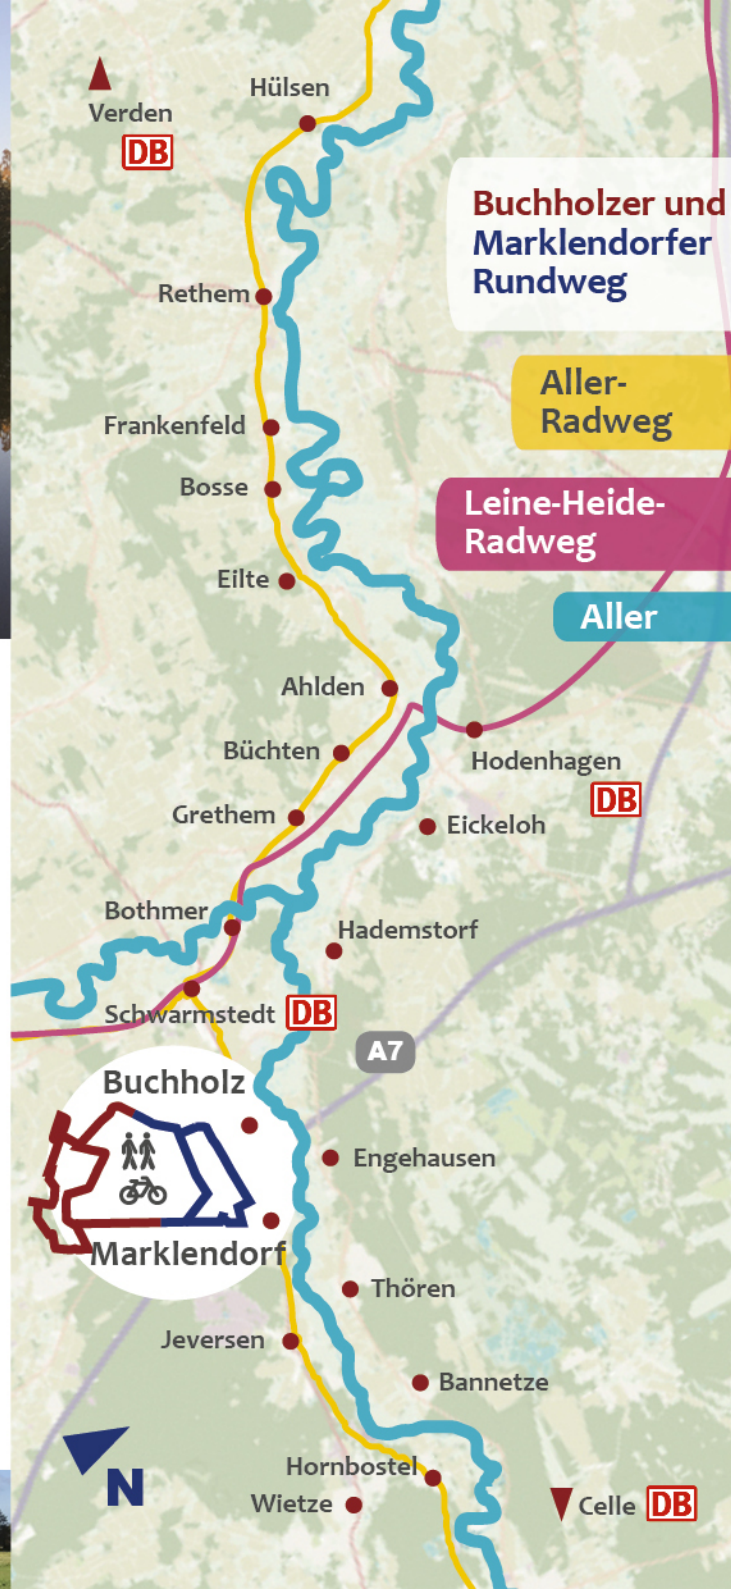 Hülsen
Verden
DB
Buchholzer und
Marklendorfer
Rundweg
Rethem
Aller-
Radweg
Frankenfeld
Bosse
Leine-Heide-
Radweg
Eilte
Aller
Ahlden
Büchten
Hodenhagen
DB
Grethem
Eickeloh
Bothmer
Hademstorf
Schwarmstedt DB
A7
Buchholz
Engehausen
Marklendorf
Thören
Jeversen
Bannetze
N
Hornbostel
Wietze
Celle DB